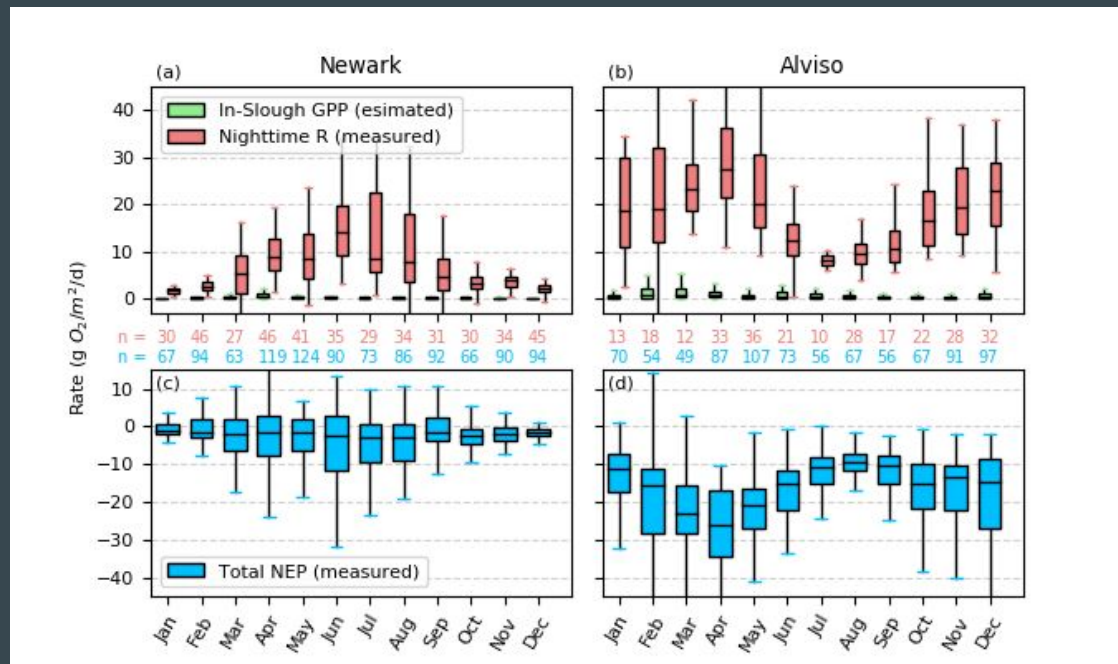 Newark
Alviso
(a)
(b)
In-Slough GPP (esimated)
Nighttime R (measured)
40
30
20
10
0
n = 30 46 27 46 41 35 29 34 31 30 34 45
13 18 12 33 36 21 10 28 17 22 28 32
n = 67 94 63 119 124 90 73 86 92 66 90 94
70 54 49 87 107 73 56 67 56 67 91 97
Rate (g O₂/m²/d)
(c)
(d)
10
0
−10
−20
−30
−40
Total NEP (measured)
Jan Feb Mar Apr May Jun Jul Aug Sep Oct Nov Dec
Jan Feb Mar Apr May Jun Jul Aug Sep Oct Nov Dec